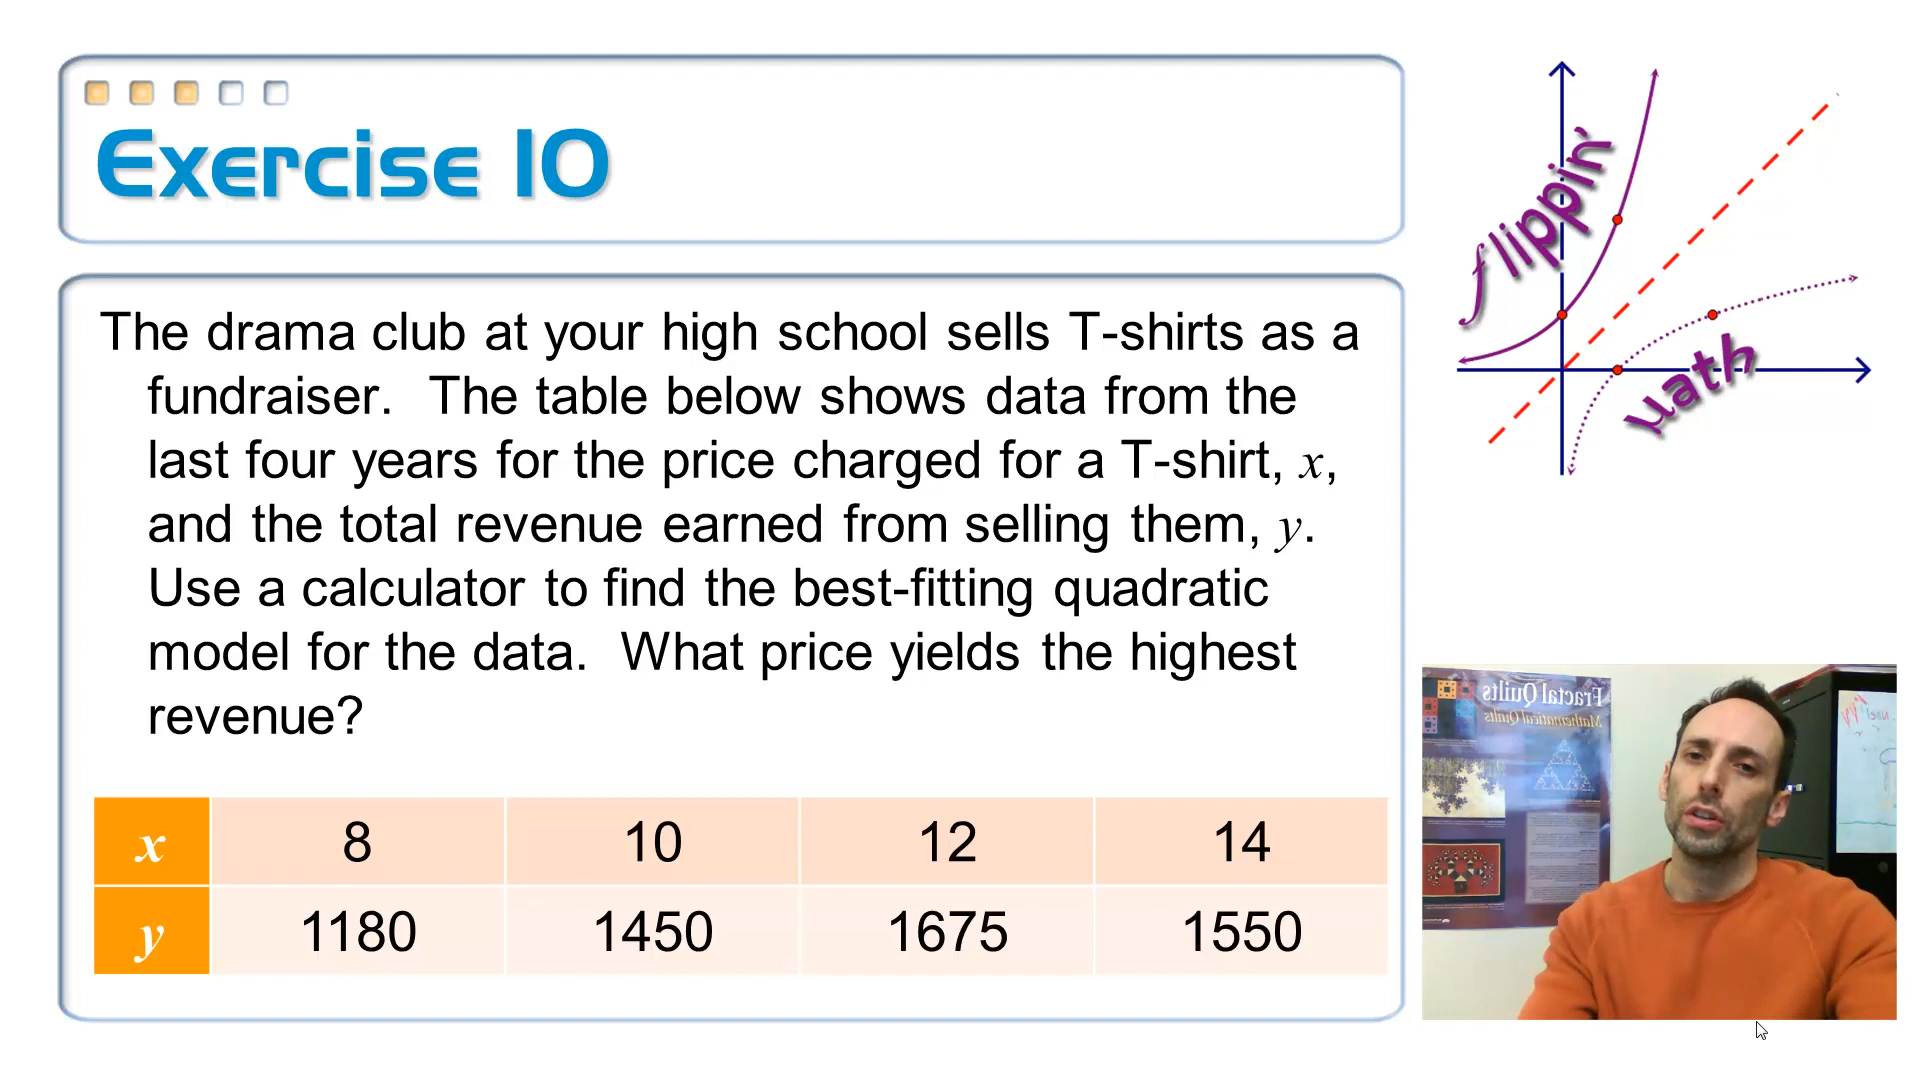 Exercise 10
The drama club at your high school sells T-shirts as a
fundraiser. The table below shows data from the
last four years for the price charged for a T-shirt, x,
and the total revenue earned from selling them, y.
Use a calculator to find the best-fitting quadratic
model for the data. What price yields the highest
revenue?
x 8 10 12 14
y 1180 1450 1675 1550
flippin'
math
Fractal Quilts
Mathematical Quilts